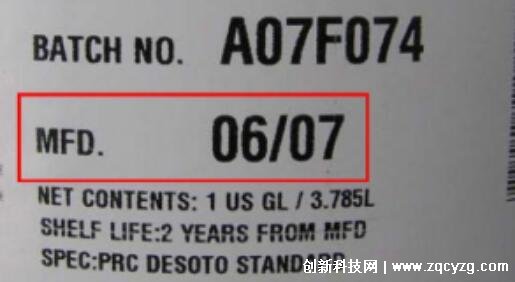 BATCH NO. A07F074
MFD. 06/07
NET CONTENTS: 1 US GL / 3.785L
SHELF LIFE:2 YEARS FROM MFD
SPEC:PRC DESOTO STANDARD
创新科技网 | www.zqcyzg.com